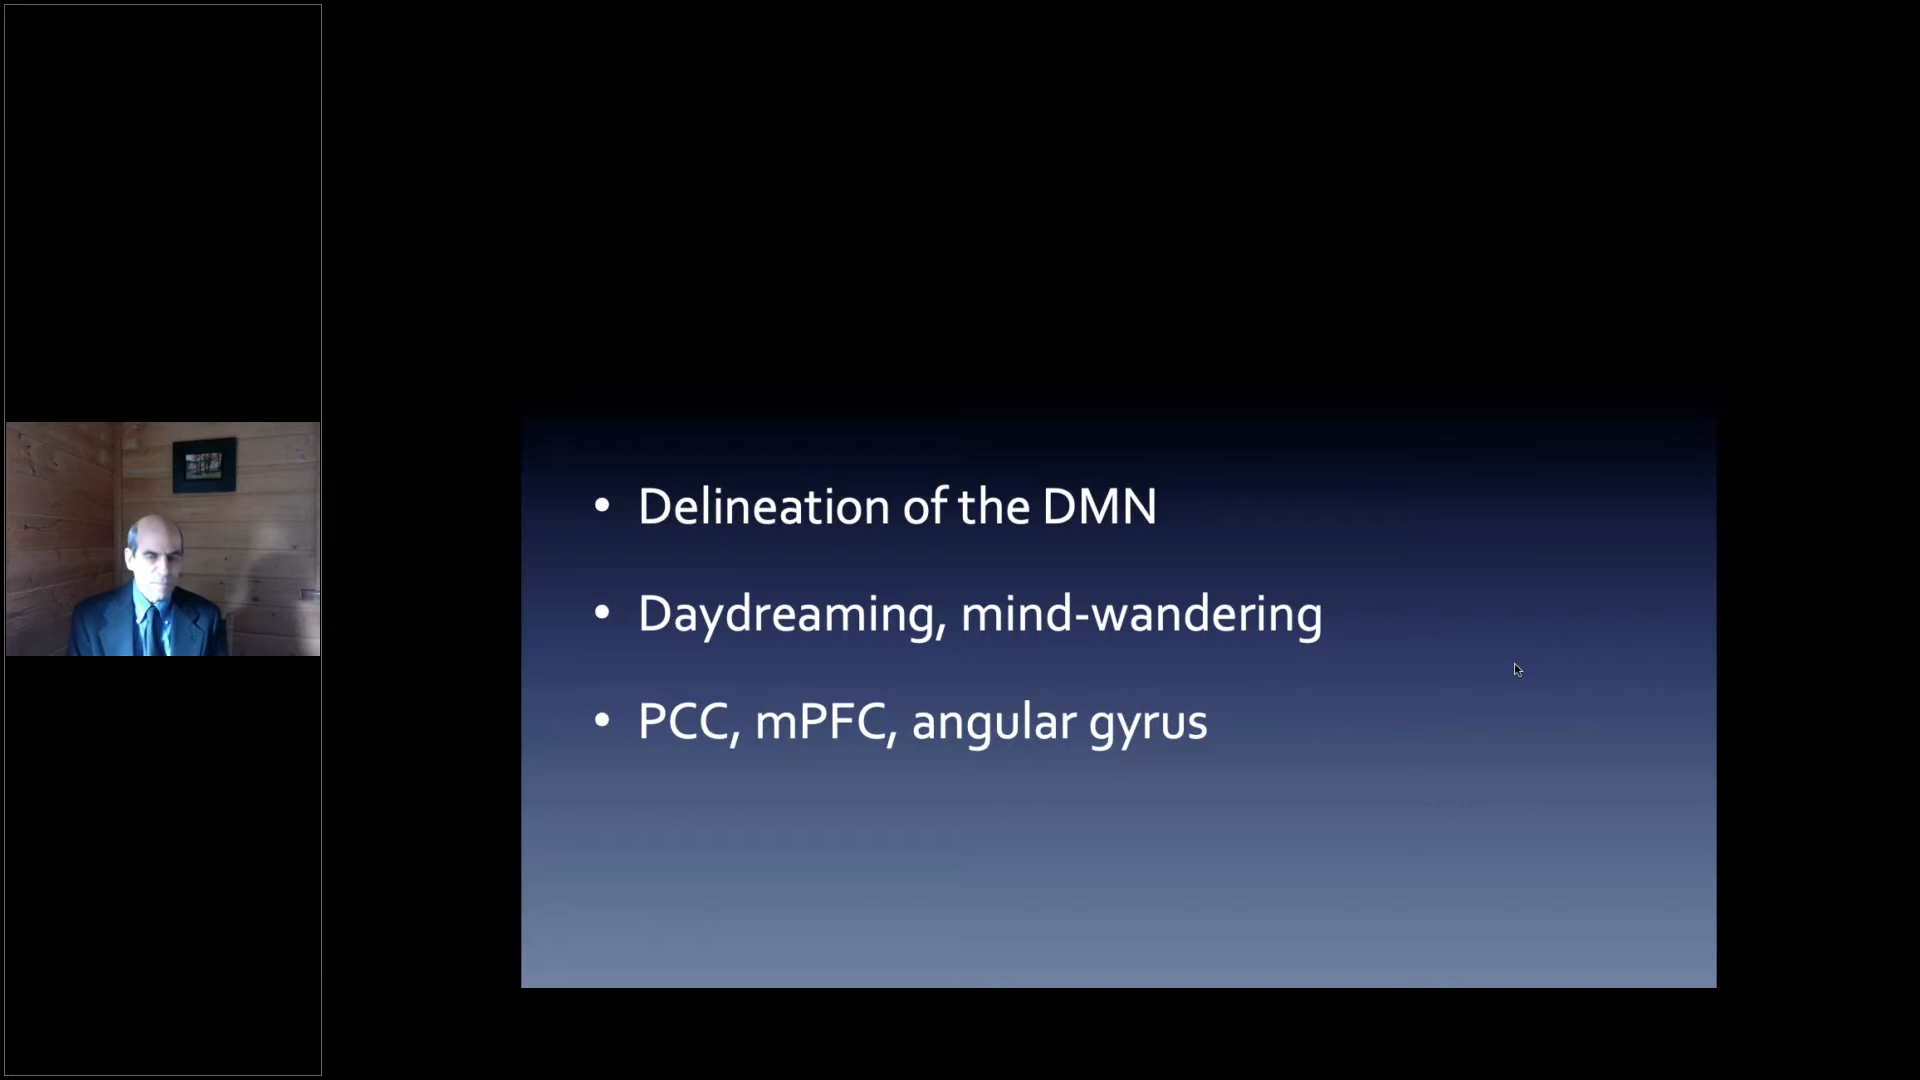 • Delineation of the DMN
• Daydreaming, mind-wandering
• PCC, mPFC, angular gyrus